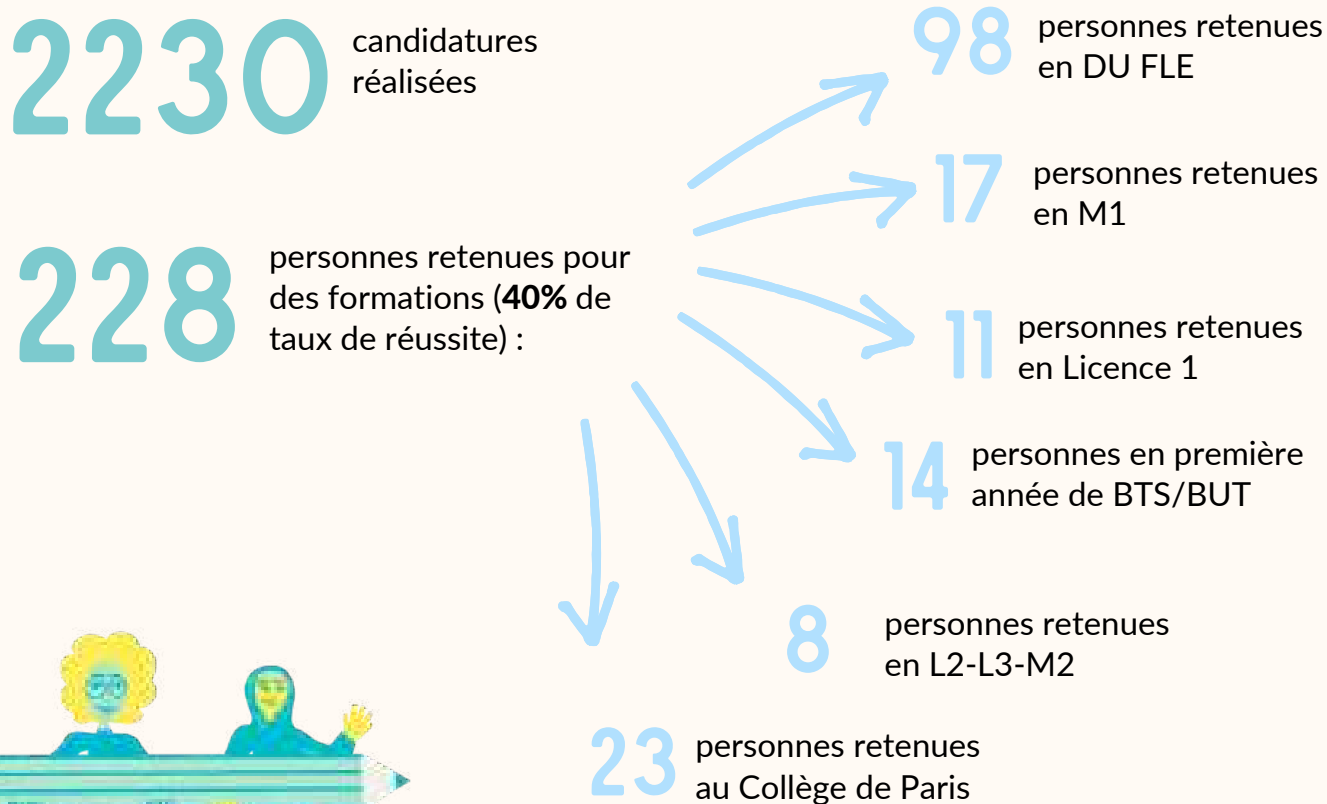 2230
candidatures
réalisées
228
personnes retenues pour
des formations (40% de
taux de réussite) :
98
personnes retenues
en DU FLE
17
personnes retenues
en M1
11
personnes retenues
en Licence 1
14
personnes en première
année de BTS/BUT
8
personnes retenues
en L2-L3-M2
23
personnes retenues
au Collège de Paris